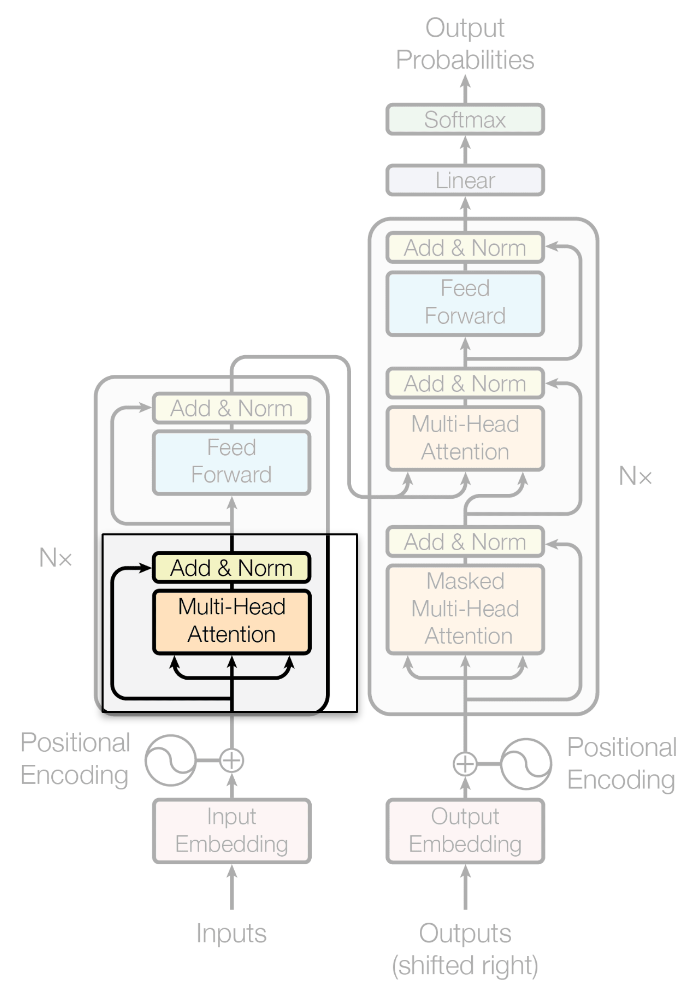 Output
Probabilities
Softmax
Linear
Add & Norm
Feed
Forward
Add & Norm
Multi-Head
Attention
Add & Norm
Masked
Multi-Head
Attention
N×
Add & Norm
Feed
Forward
N×
Add & Norm
Multi-Head
Attention
Positional
Encoding
Positional
Encoding
Input
Embedding
Output
Embedding
Inputs
Outputs
(shifted right)